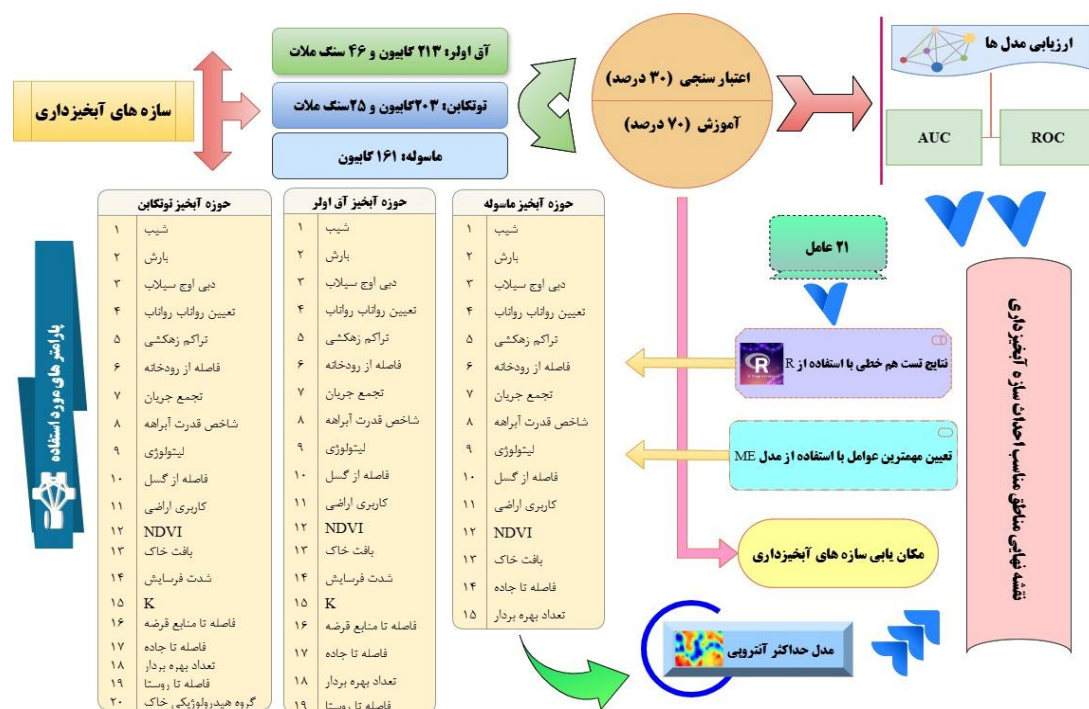 سازه های آبخیزداری
آق اولر: ۲۱۳ گابیون و ۴۶ سنگ ملات
توتکابن: ۲۰۳گابیون و ۲۵سنگ ملات
ماسوله: ۱۶۱ گابیون
اعتبار سنجی (۳۰ درصد)
آموزش (۷۰ درصد)
ارزیابی مدل ها
ROC
AUC
حوزه آبخیز ماسوله
۱ شیب
۲ بارش
۳ دبی اوج سیلاب
۴ تعیین رواناب رواناب
۵ تراکم زهکشی
۶ فاصله از رودخانه
۷ تجمع جریان
۸ شاخص قدرت آبراهه
۹ لیتولوژی
۱۰ فاصله از گسل
۱۱ کاربری اراضی
۱۲ NDVI
۱۳ بافت خاک
۱۴ فاصله تا جاده
۱۵ تعداد بهره بردار
حوزه آبخیز آق اولر
۱ شیب
۲ بارش
۳ دبی اوج سیلاب
۴ تعیین رواناب رواناب
۵ تراکم زهکشی
۶ فاصله از رودخانه
۷ تجمع جریان
۸ شاخص قدرت آبراهه
۹ لیتولوژی
۱۰ فاصله از گسل
۱۱ کاربری اراضی
۱۲ NDVI
۱۳ بافت خاک
۱۴ شدت فرسایش
۱۵ K
۱۶ فاصله تا منابع قرضه
۱۷ فاصله تا جاده
۱۸ تعداد بهره بردار
۱۹ فاصله تا روستا
حوزه آبخیز توتکابن
۱ شیب
۲ بارش
۳ دبی اوج سیلاب
۴ تعیین رواناب رواناب
۵ تراکم زهکشی
۶ فاصله از رودخانه
۷ تجمع جریان
۸ شاخص قدرت آبراهه
۹ لیتولوژی
۱۰ فاصله از گسل
۱۱ کاربری اراضی
۱۲ NDVI
۱۳ بافت خاک
۱۴ شدت فرسایش
۱۵ K
۱۶ فاصله تا منابع قرضه
۱۷ فاصله تا جاده
۱۸ تعداد بهره بردار
۱۹ فاصله تا روستا
۲۰ گروه هیدرولوژیکی خاک
پارامتر های مورد استفاده
۲۱ عامل
نتایج تست هم خطی با استفاده از R
تعیین مهمترین عوامل با استفاده از مدل ME
مکان یابی سازه های آبخیزداری
مدل حداکثر آنتروپی
نقشه نهایی مناطق مناسب احداث سازه آبخیزداری